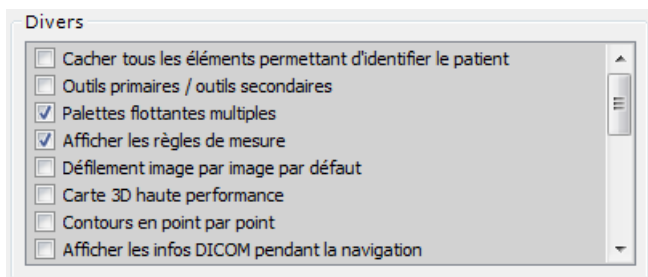 Divers
Cacher tous les éléments permettant d'identifier le patient
Outils primaires / outils secondaires
Palettes flottantes multiples
Afficher les règles de mesure
Défilement image par image par défaut
Carte 3D haute performance
Contours en point par point
Afficher les infos DICOM pendant la navigation